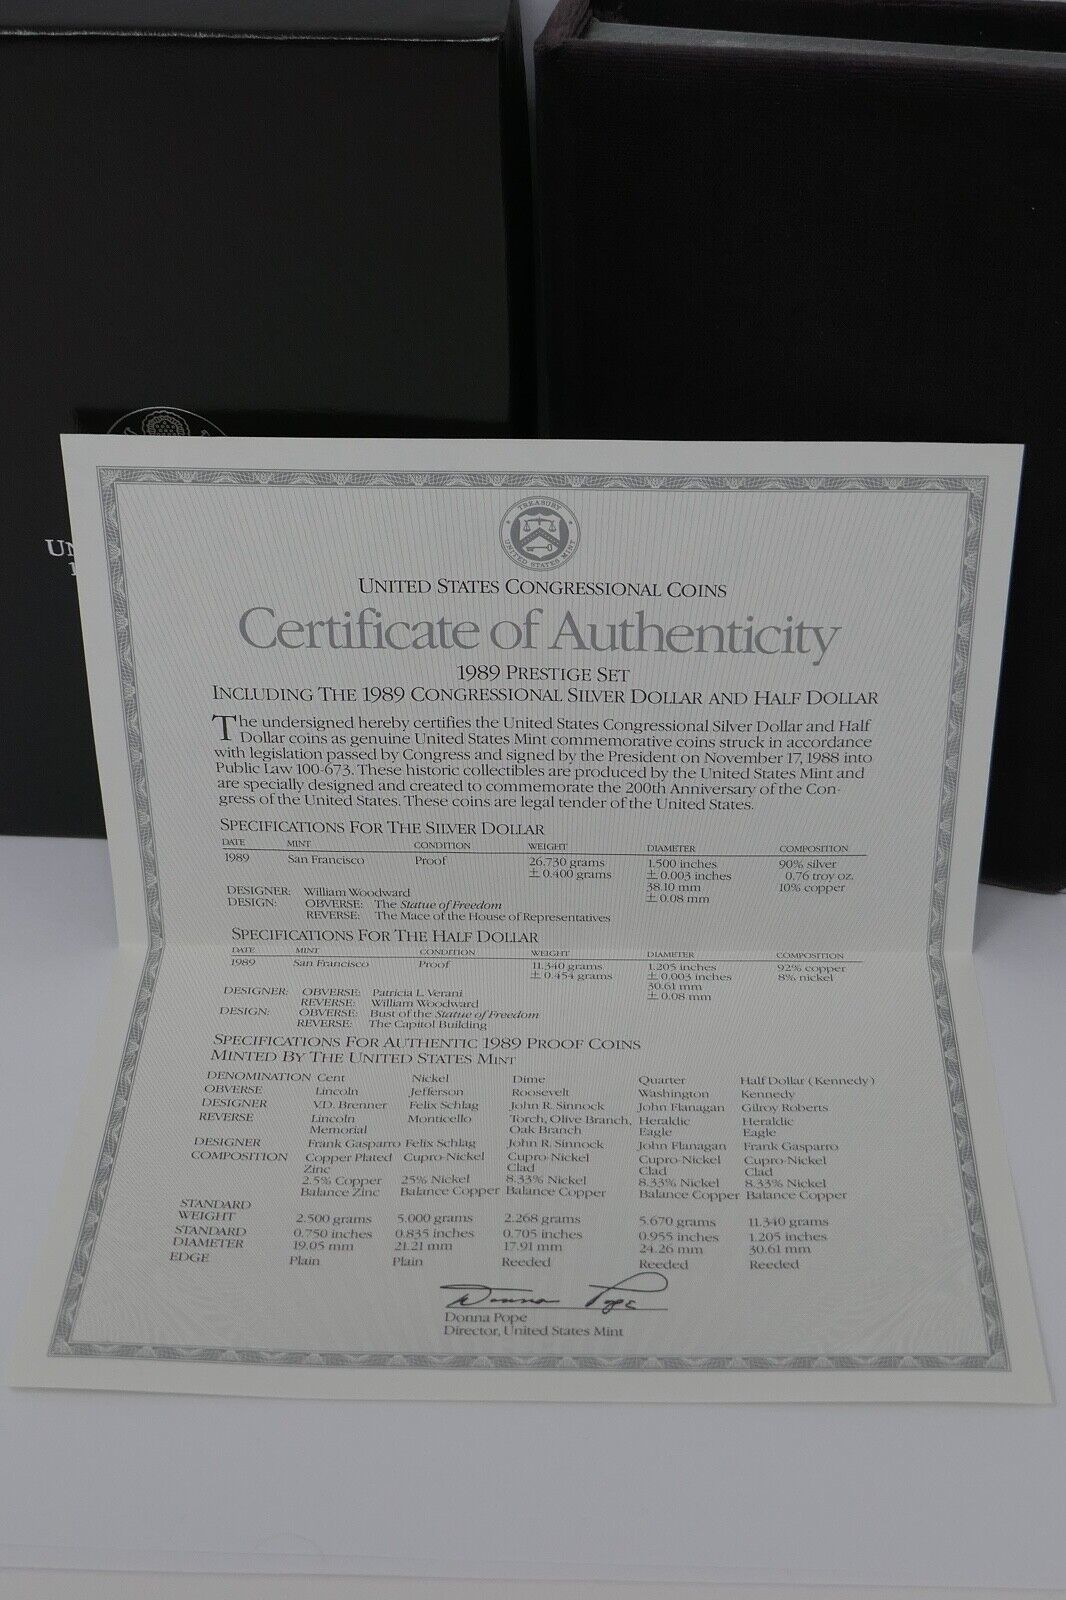 TREASURY
UNITED STATES MINT
UNITED STATES CONGRESSIONAL COINS
Certificate of Authenticity
1989 PRESTIGE SET
INCLUDING THE 1989 CONGRESSIONAL SILVER DOLLAR AND HALF DOLLAR
The undersigned hereby certifies the United States Congressional Silver Dollar and Half
Dollar coins as genuine United States Mint commemorative coins struck in accordance
with legislation passed by Congress and signed by the President on November 17, 1988 into
Public Law 100-673. These historic collectibles are produced by the United States Mint and
are specially designed and created to commemorate the 200th Anniversary of the Con-
gress of the United States. These coins are legal tender of the United States.
SPECIFICATIONS FOR THE SILVER DOLLAR
DATE MINT CONDITION WEIGHT DIAMETER COMPOSITION
1989 San Francisco Proof 26.730 grams 1.500 inches 90% silver
± 0.400 grams ± 0.003 inches 0.76 troy oz.
38.10 mm 10% copper
± 0.08 mm
DESIGNER: William Woodward
DESIGN: OBVERSE: The Statue of Freedom
REVERSE: The Mace of the House of Representatives
SPECIFICATIONS FOR THE HALF DOLLAR
DATE MINT CONDITION WEIGHT DIAMETER COMPOSITION
1989 San Francisco Proof 11.340 grams 1.205 inches 92% copper
± 0.454 grams ± 0.003 inches 8% nickel
30.61 mm
± 0.08 mm
DESIGNER: OBVERSE: Patricia L. Verani
REVERSE: William Woodward
DESIGN: OBVERSE: Bust of the Statue of Freedom
REVERSE: The Capitol Building
SPECIFICATIONS FOR AUTHENTIC 1989 PROOF COINS
MINTED BY THE UNITED STATES MINT
DENOMINATION Cent Nickel Dime Quarter Half Dollar (Kennedy)
OBVERSE Lincoln Jefferson Roosevelt Washington Kennedy
DESIGNER V.D. Brenner Felix Schlag John R. Sinnock John Flanagan Gilroy Roberts
REVERSE Lincoln Monticello Torch, Olive Branch, Heraldic Heraldic
Memorial Oak Branch Eagle Eagle
DESIGNER Frank Gasparro Felix Schlag John R. Sinnock John Flanagan Frank Gasparro
COMPOSITION Copper Plated Cupro-Nickel Cupro-Nickel Cupro-Nickel Cupro-Nickel
Zinc Clad Clad Clad
2.5% Copper 25% Nickel 8.33% Nickel 8.33% Nickel 8.33% Nickel
Balance Zinc Balance Copper Balance Copper Balance Copper Balance Copper
STANDARD
WEIGHT 2.500 grams 5.000 grams 2.268 grams 5.670 grams 11.340 grams
STANDARD 0.750 inches 0.835 inches 0.705 inches 0.955 inches 1.205 inches
DIAMETER 19.05 mm 21.21 mm 17.91 mm 24.26 mm 30.61 mm
EDGE Plain Plain Reeded Reeded Reeded
Donna Pope
Donna Pope
Director, United States Mint